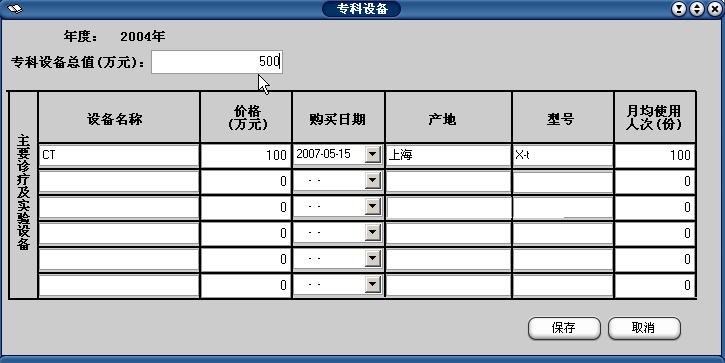 专科设备
年度： 2004年
专科设备总值(万元)： 500
主要诊疗及实验设备
设备名称 价格(万元) 购买日期 产地 型号 月均使用人次(份)
CT 100 2007-05-15 上海 X-t 100
0 - - 0
0 - - 0
0 - - 0
0 - - 0
0 - - 0
保存 取消